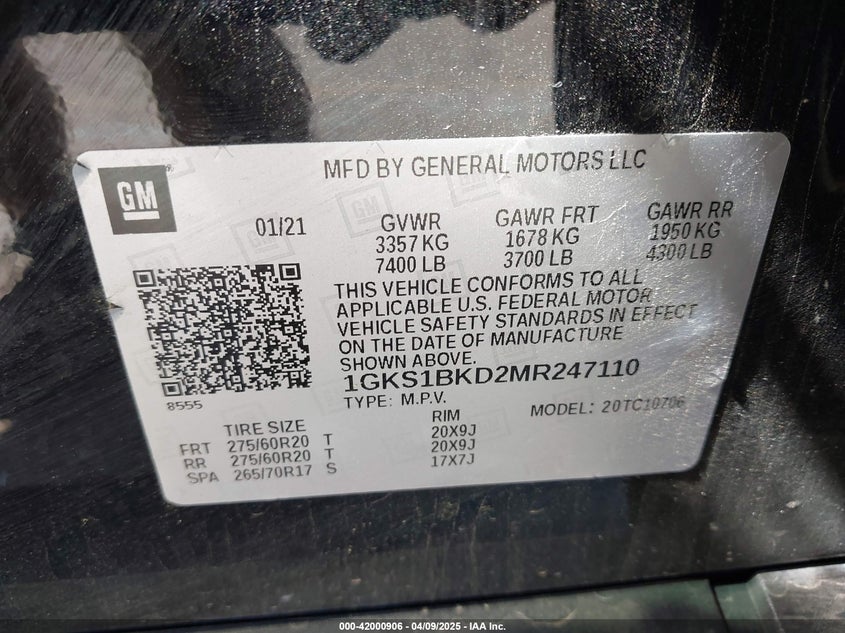 MFD BY GENERAL MOTORS LLC
GM
®
01/21
GVWR GAWR FRT GAWR RR
3357 KG 1678 KG 1950 KG
7400 LB 3700 LB 4300 LB
THIS VEHICLE CONFORMS TO ALL
APPLICABLE U.S. FEDERAL MOTOR
VEHICLE SAFETY STANDARDS IN EFFECT
ON THE DATE OF MANUFACTURE
SHOWN ABOVE.
1GKS1BKD2MR247110
8555
TYPE: M.P.V. MODEL: 20TC10706
TIRE SIZE RIM
FRT 275/60R20 T 20X9J
RR 275/60R20 T 20X9J
SPA 265/70R17 S 17X7J
000-42000906 - 04/09/2025 - IAA Inc.